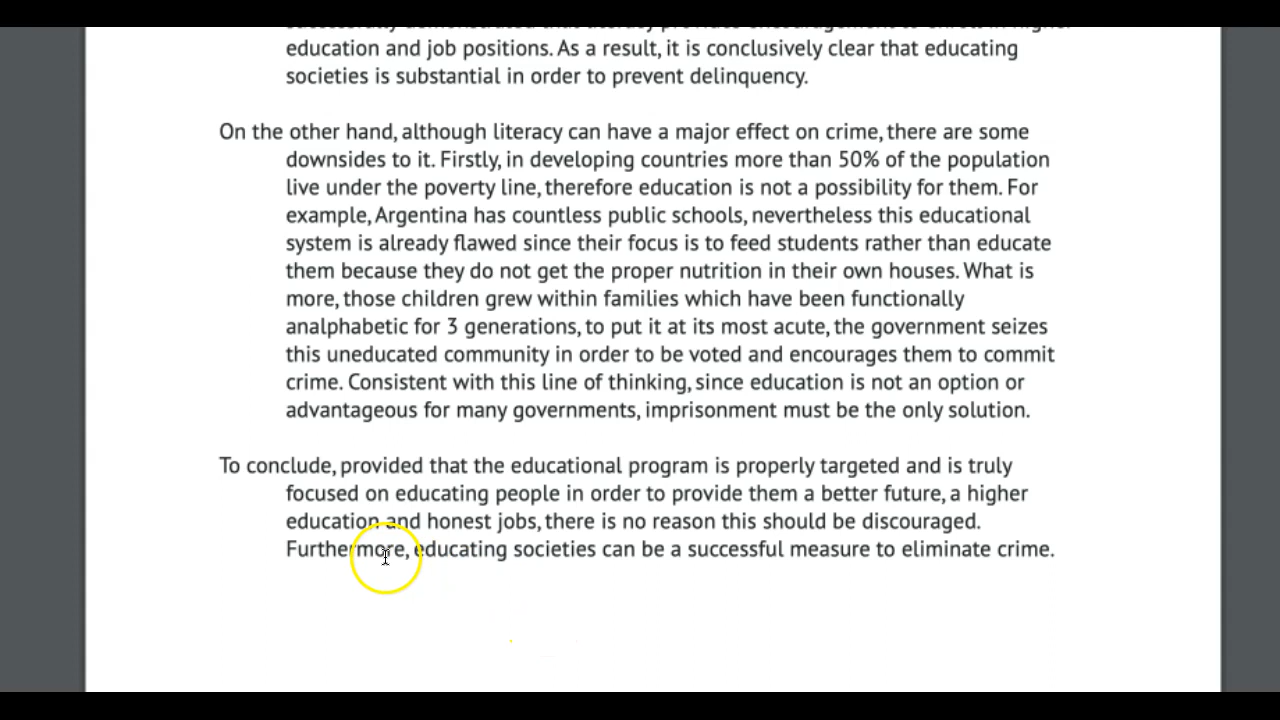 education and job positions. As a result, it is conclusively clear that educating
societies is substantial in order to prevent delinquency.
On the other hand, although literacy can have a major effect on crime, there are some
downsides to it. Firstly, in developing countries more than 50% of the population
live under the poverty line, therefore education is not a possibility for them. For
example, Argentina has countless public schools, nevertheless this educational
system is already flawed since their focus is to feed students rather than educate
them because they do not get the proper nutrition in their own houses. What is
more, those children grew within families which have been functionally
analphabetic for 3 generations, to put it at its most acute, the government seizes
this uneducated community in order to be voted and encourages them to commit
crime. Consistent with this line of thinking, since education is not an option or
advantageous for many governments, imprisonment must be the only solution.
To conclude, provided that the educational program is properly targeted and is truly
focused on educating people in order to provide them a better future, a higher
education and honest jobs, there is no reason this should be discouraged.
Furthermore, educating societies can be a successful measure to eliminate crime.